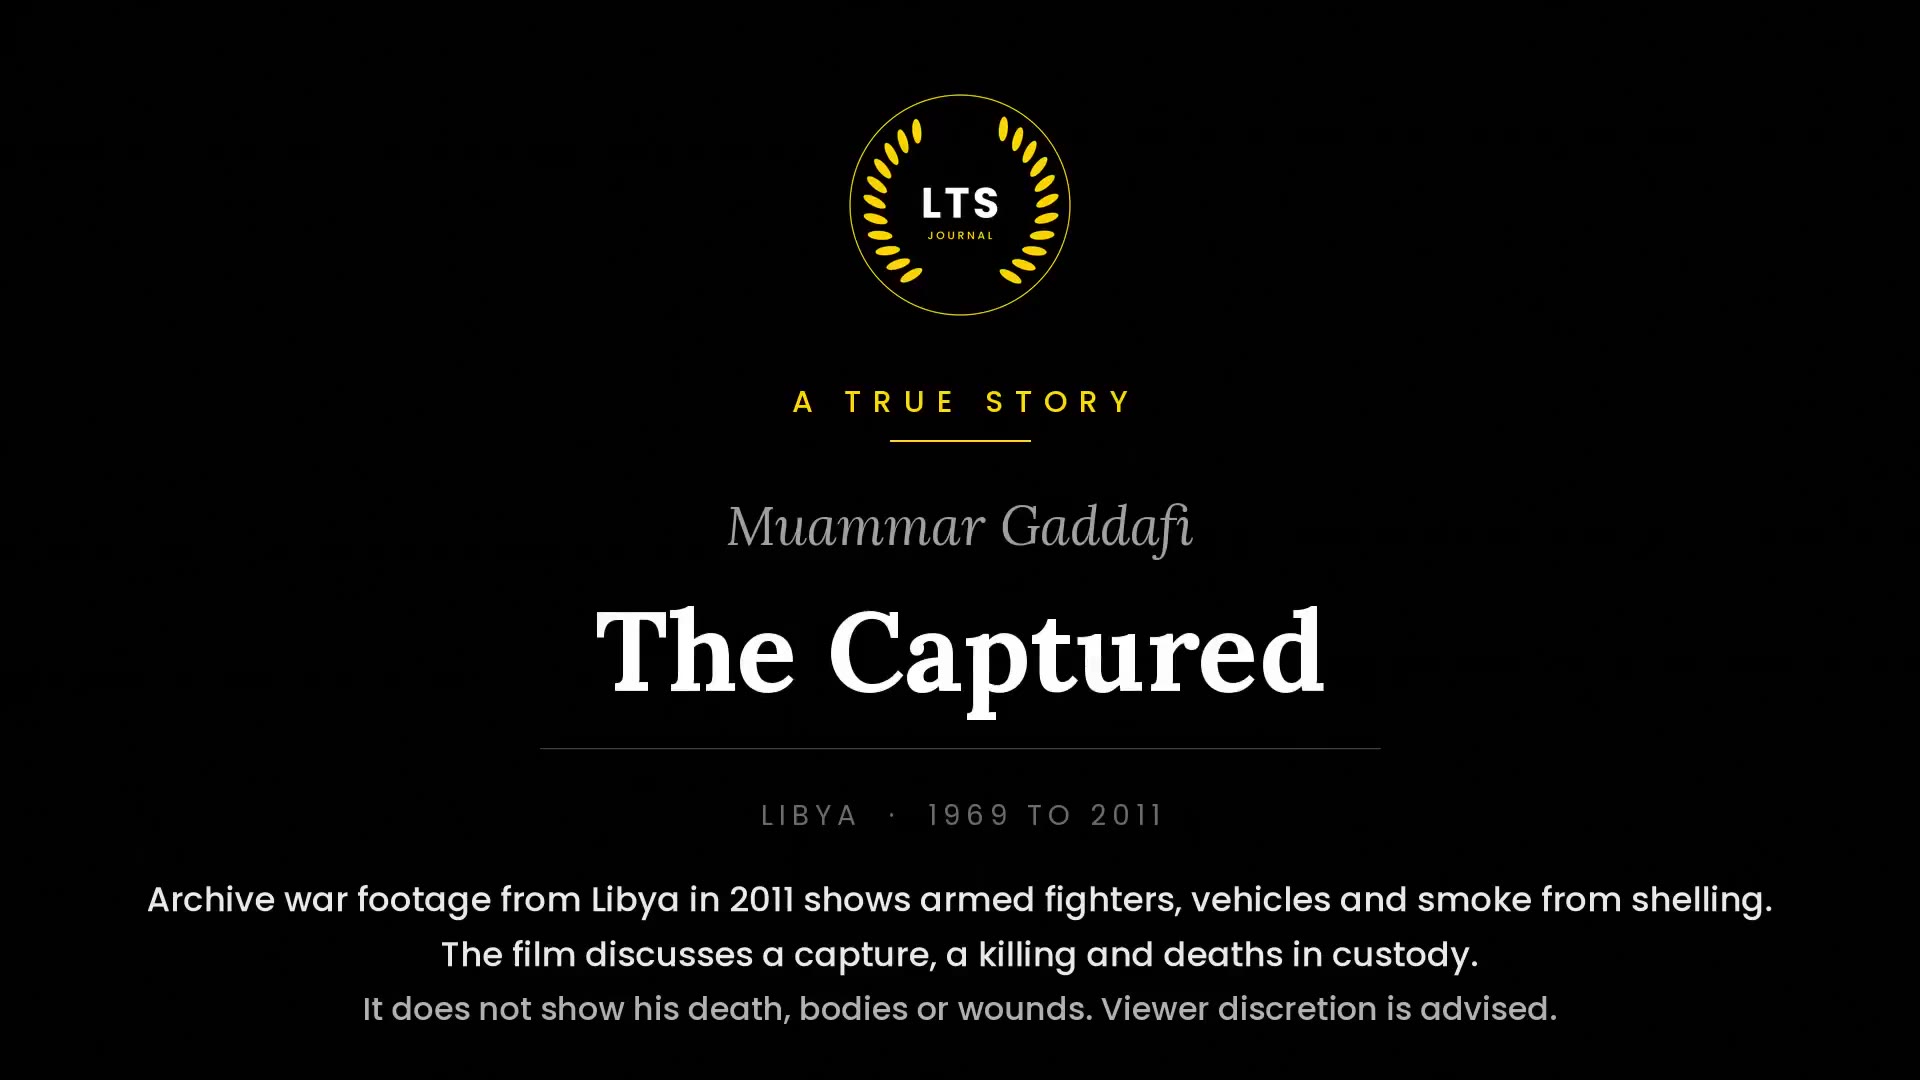 LTS
JOURNAL
A TRUE STORY
Muammar Gaddafi
The Captured
LIBYA · 1969 TO 2011
Archive war footage from Libya in 2011 shows armed fighters, vehicles and smoke from shelling.
The film discusses a capture, a killing and deaths in custody.
It does not show his death, bodies or wounds. Viewer discretion is advised.